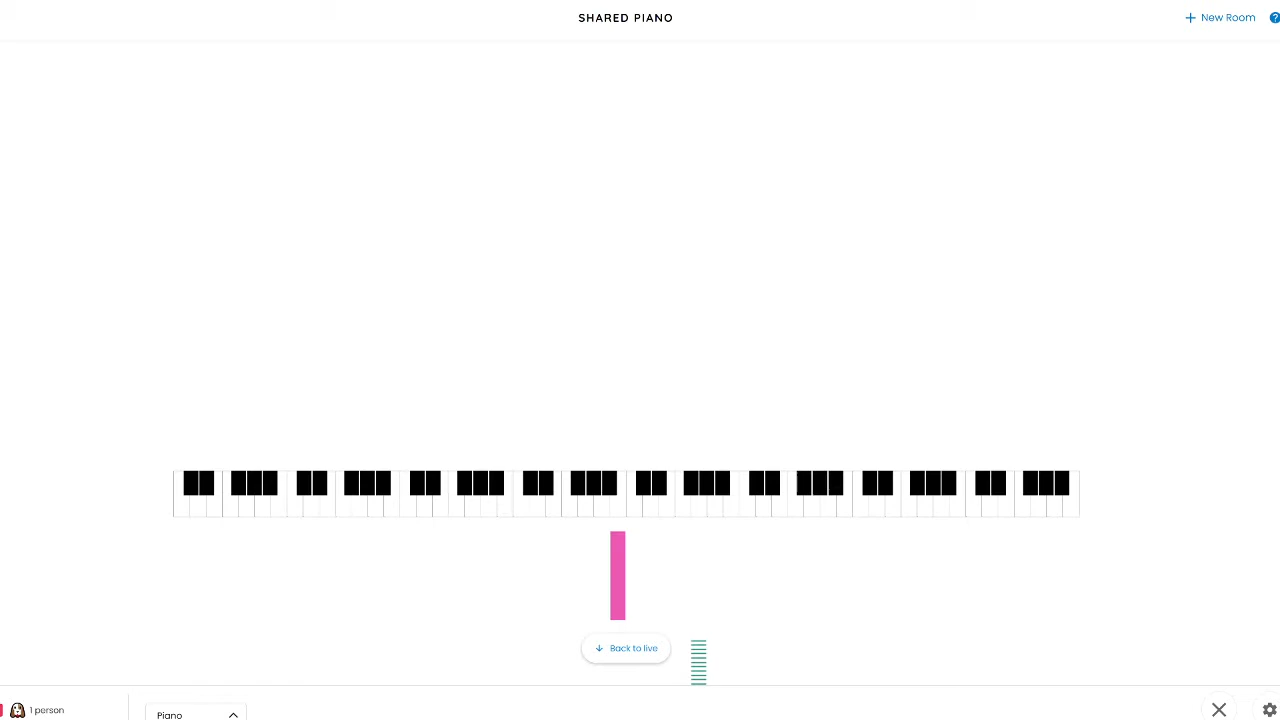 SHARED PIANO
New Room
?
Back to live
1 person
Piano